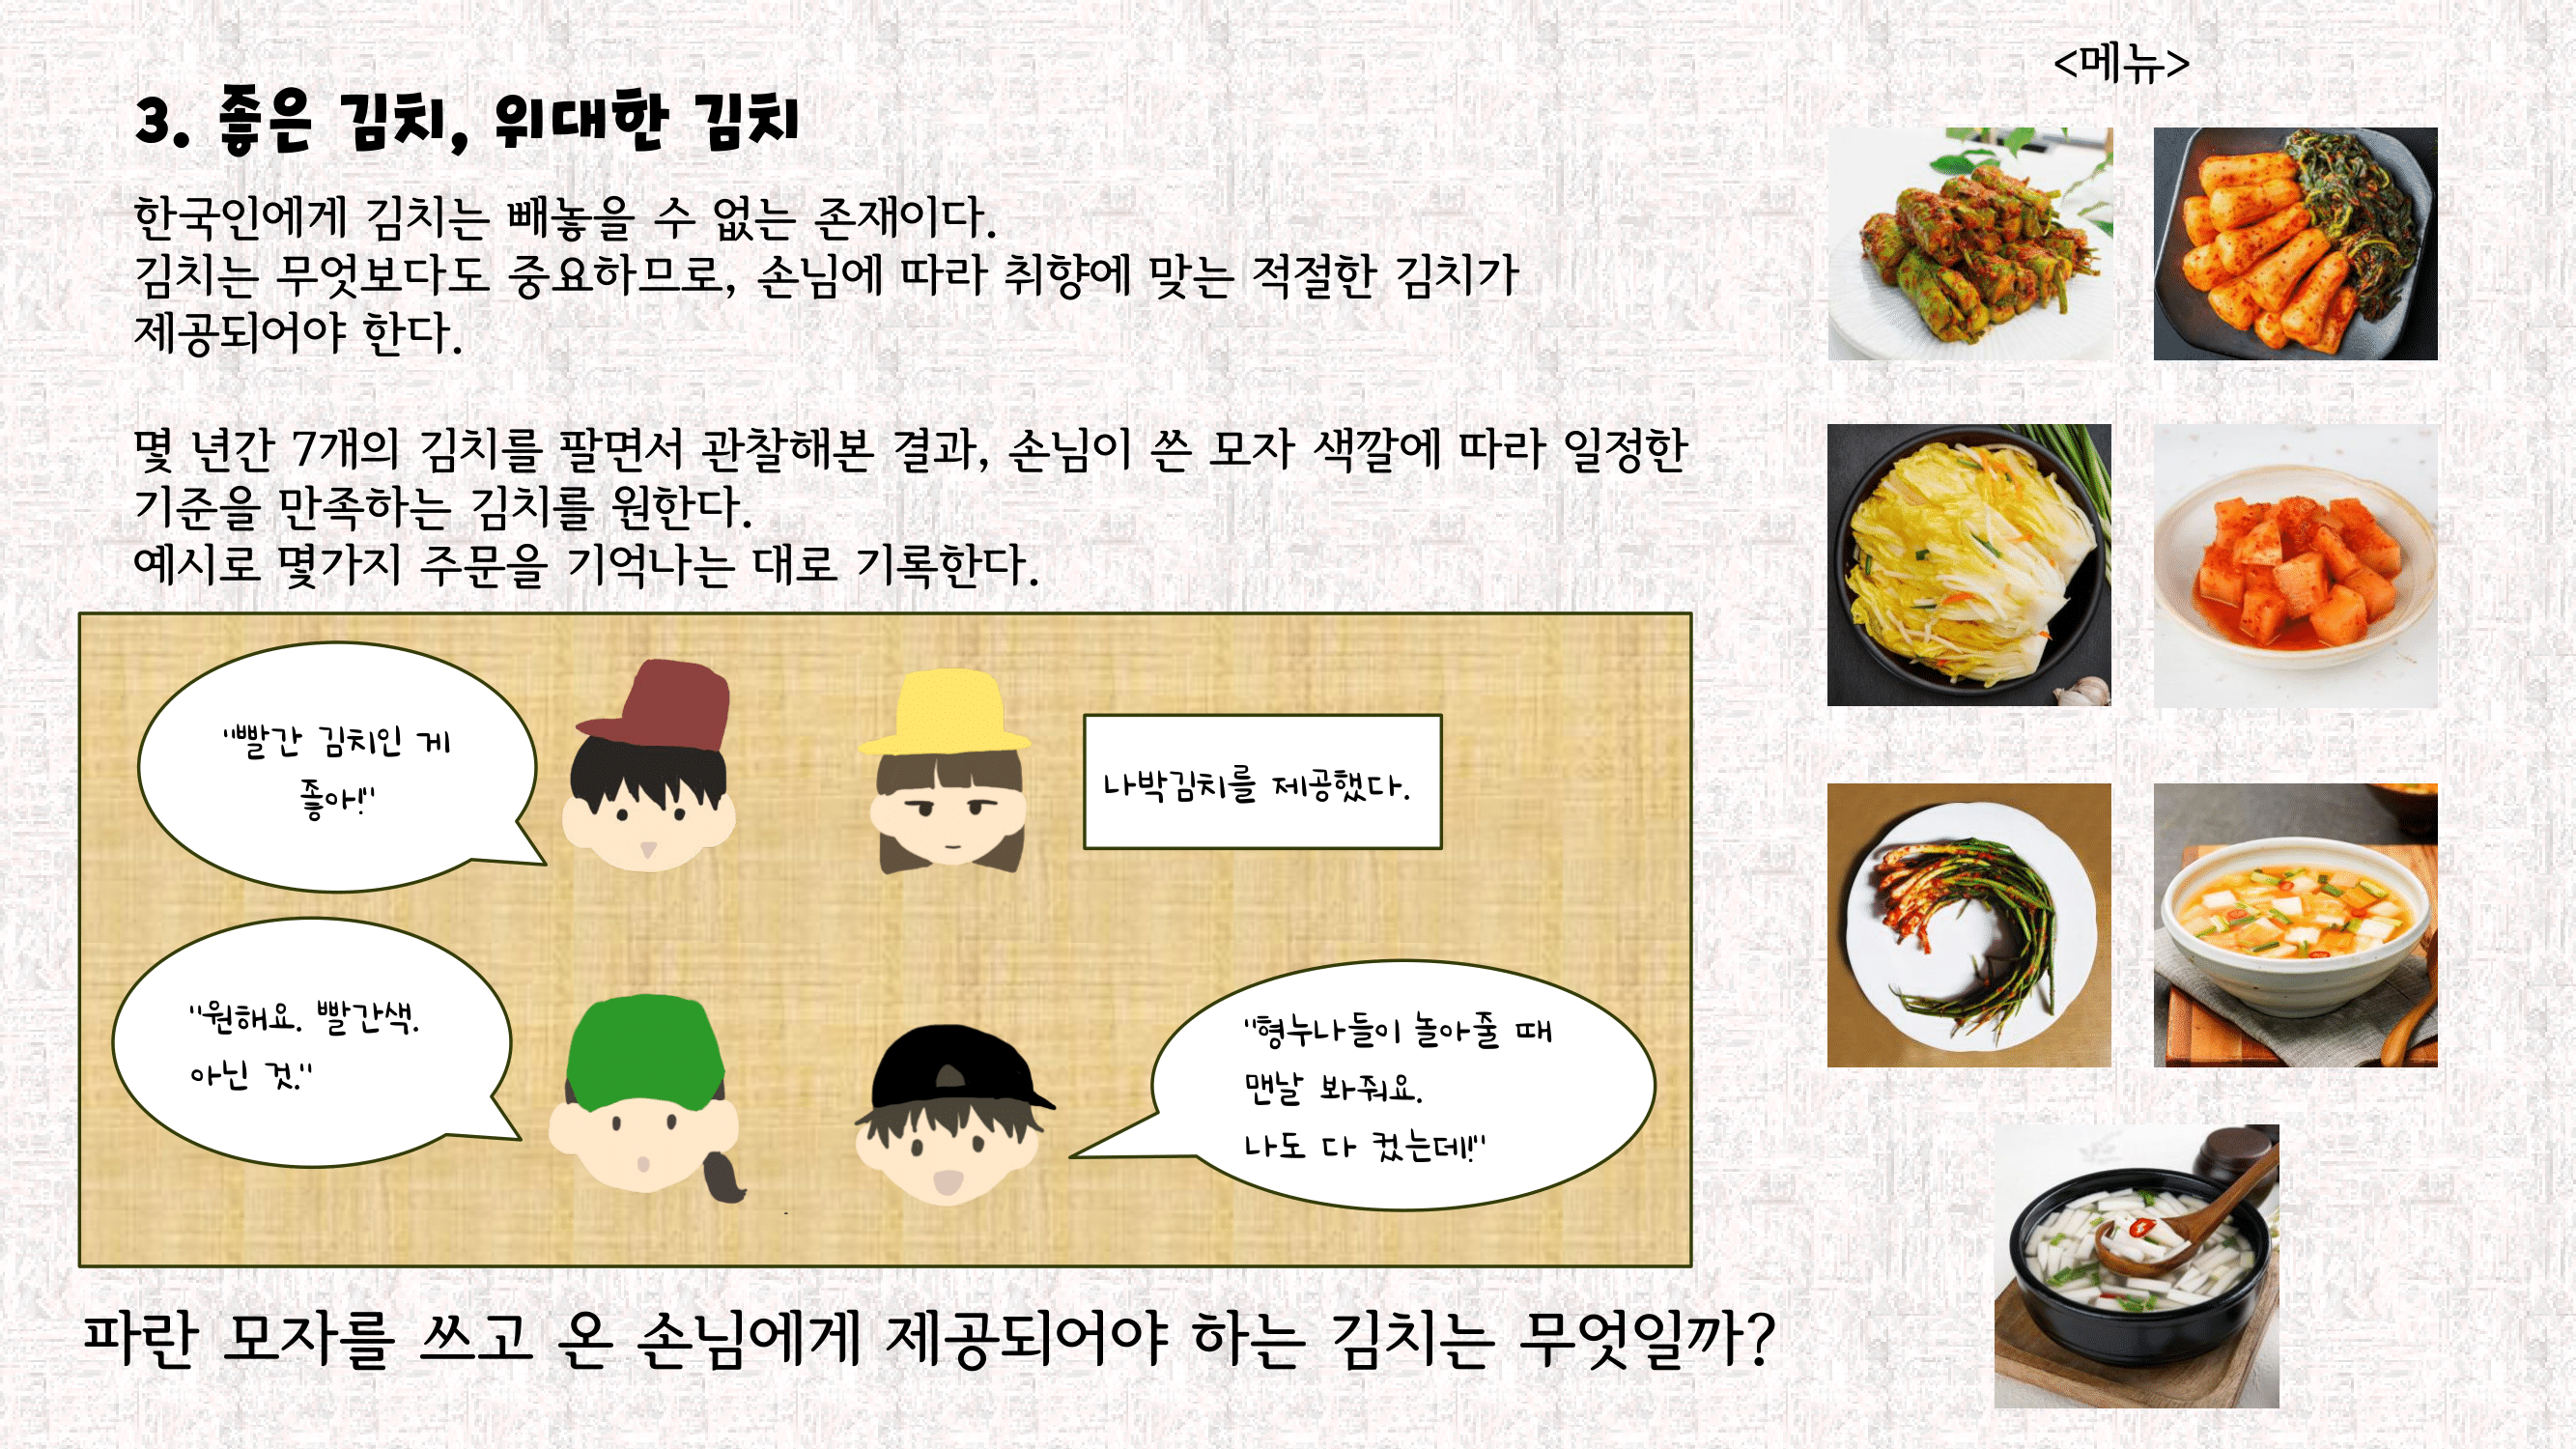 <메뉴>
3. 좋은 김치, 위대한 김치
한국인에게 김치는 빼놓을 수 없는 존재이다.
김치는 무엇보다도 중요하므로, 손님에 따라 취향에 맞는 적절한 김치가
제공되어야 한다.
몇 년간 7개의 김치를 팔면서 관찰해본 결과, 손님이 쓴 모자 색깔에 따라 일정한
기준을 만족하는 김치를 원한다.
예시로 몇가지 주문을 기억나는 대로 기록한다.
"빨간 김치인 게
좋아!"
나박김치를 제공했다.
"원해요. 빨간색.
아닌 것."
"형누나들이 놀아줄 때
맨날 봐줘요.
나도 다 컸는데!"
파란 모자를 쓰고 온 손님에게 제공되어야 하는 김치는 무엇일까?